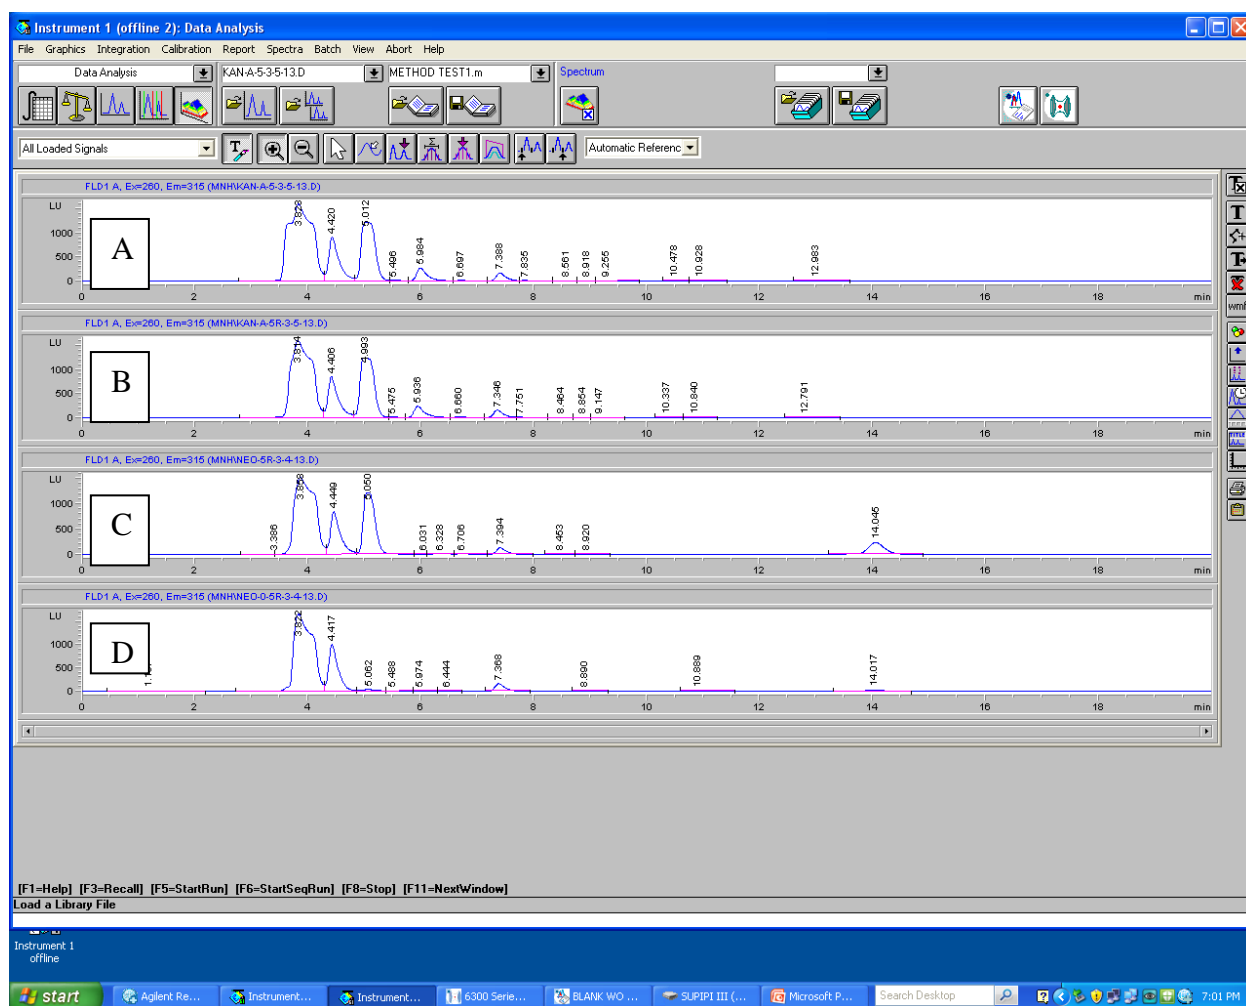 Instrument 1 (offline 2): Data Analysis
File Graphics Integration Calibration Report Spectra Batch View Abort Help
Data Analysis KAN-A-5-3-5-13.D METHOD TEST1.m Spectrum
All Loaded Signals Automatic Referenc
FLD1 A, Ex=260, Em=315 (MNH\KAN-A-5-3-5-13.D)
LU
1000
500
0
A
3.828 4.420 5.012 5.496 5.984 6.697 7.388 7.835 8.561 8.918 9.255 10.478 10.928 12.983
0 2 4 6 8 10 12 14 16 18 min
FLD1 A, Ex=260, Em=315 (MNH\KAN-A-5R-3-5-13.D)
LU
1000
500
0
B
3.814 4.406 4.993 5.475 5.936 6.660 7.346 7.751 8.464 8.854 9.147 10.337 10.840 12.791
0 2 4 6 8 10 12 14 16 18 min
FLD1 A, Ex=260, Em=315 (MNH\NEO-5R-3-4-13.D)
LU
1000
500
0
C
3.386 3.858 4.449 5.050 6.031 6.328 6.706 7.394 8.453 8.920 14.045
0 2 4 6 8 10 12 14 16 18 min
FLD1 A, Ex=260, Em=315 (MNH\NEO-0-5R-3-4-13.D)
LU
1000
500
0
D
3.822 4.417 5.062 5.488 5.974 6.444 7.368 8.890 10.889 14.017
0 2 4 6 8 10 12 14 16 18 min
[F1=Help] [F3=Recall] [F5=StartRun] [F6=StartSeqRun] [F8=Stop] [F11=NextWindow]
Load a Library File
Instrument 1
offline
start Agilent Re... Instrument... Instrument... 6300 Serie... BLANK WO ... SUPIPI III (... Microsoft P... Search Desktop 7:01 PM